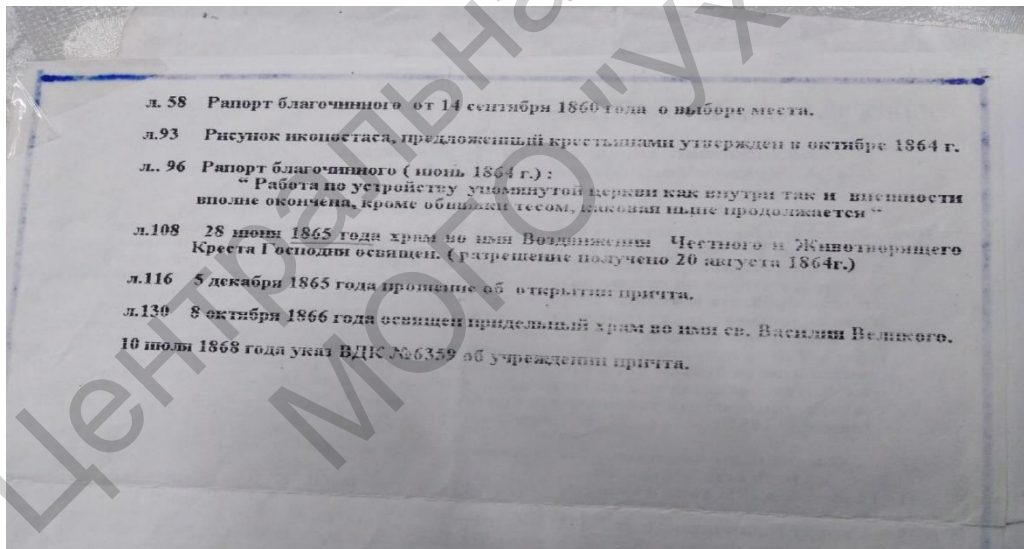 л. 58 Рапорт благочинного от 14 сентября 1860 года о выборе места.
л.93 Рисунок иконостаса, предложенный крестьянами утвержден в октябре 1864 г.
л.. 96 Рапорт благочинного ( июнь 1864 г.) :
“ Работа по устройству упомянутой церкви как внутри так и внешности
вполне окончена, кроме обшивки тесом, каковая ныне продолжается “
л.108 28 июня 1865 года храм во имя Воздвижения Честного и Животворящего
Креста Господня освящен. ( разрешение получено 20 августа 1864г.)
л.116 5 декабря 1865 года прошение об открытии причта.
л.130 8 октября 1866 года освящен придельный храм во имя св. Василия Великого.
10 июля 1868 года указ ВДК №6359 об учреждении причта.
Центральна
МОГО "Ух